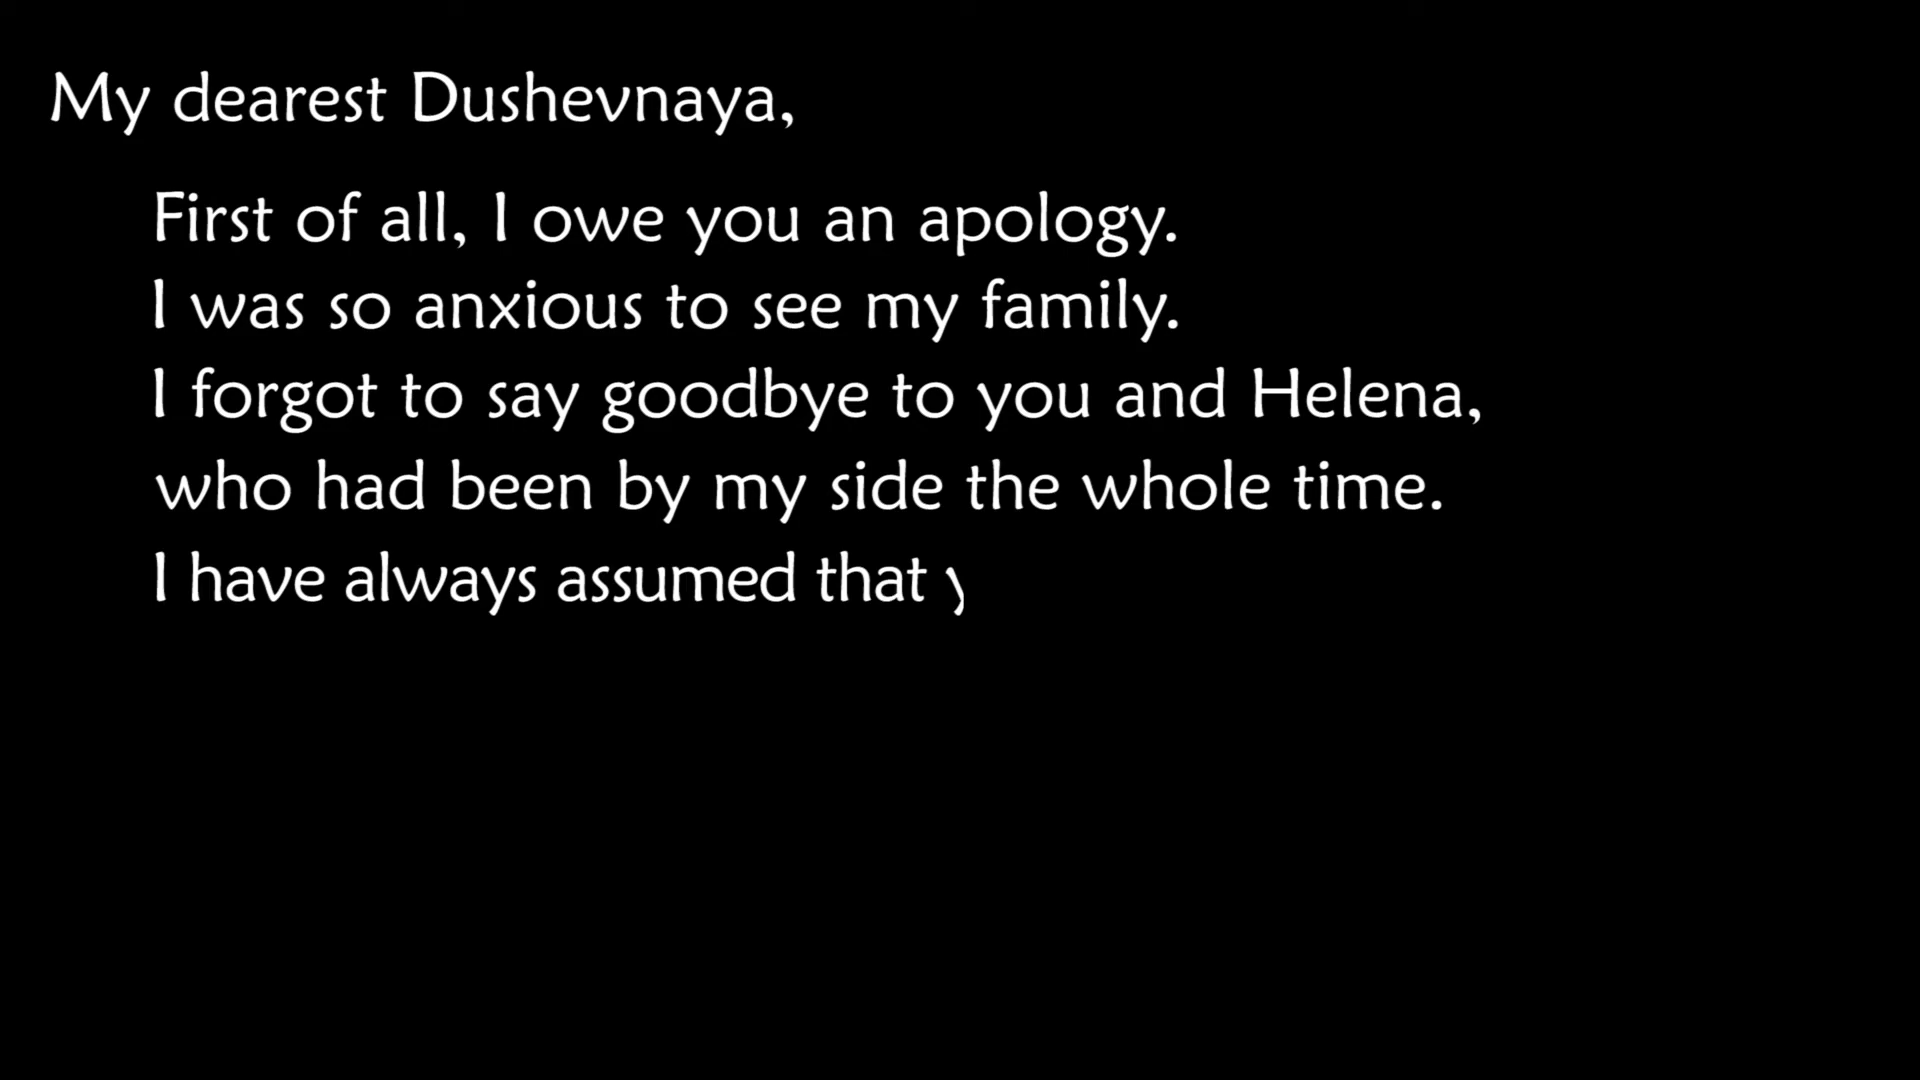 My dearest Dushevnaya,
First of all, I owe you an apology.
I was so anxious to see my family.
I forgot to say goodbye to you and Helena,
who had been by my side the whole time.
I have always assumed that